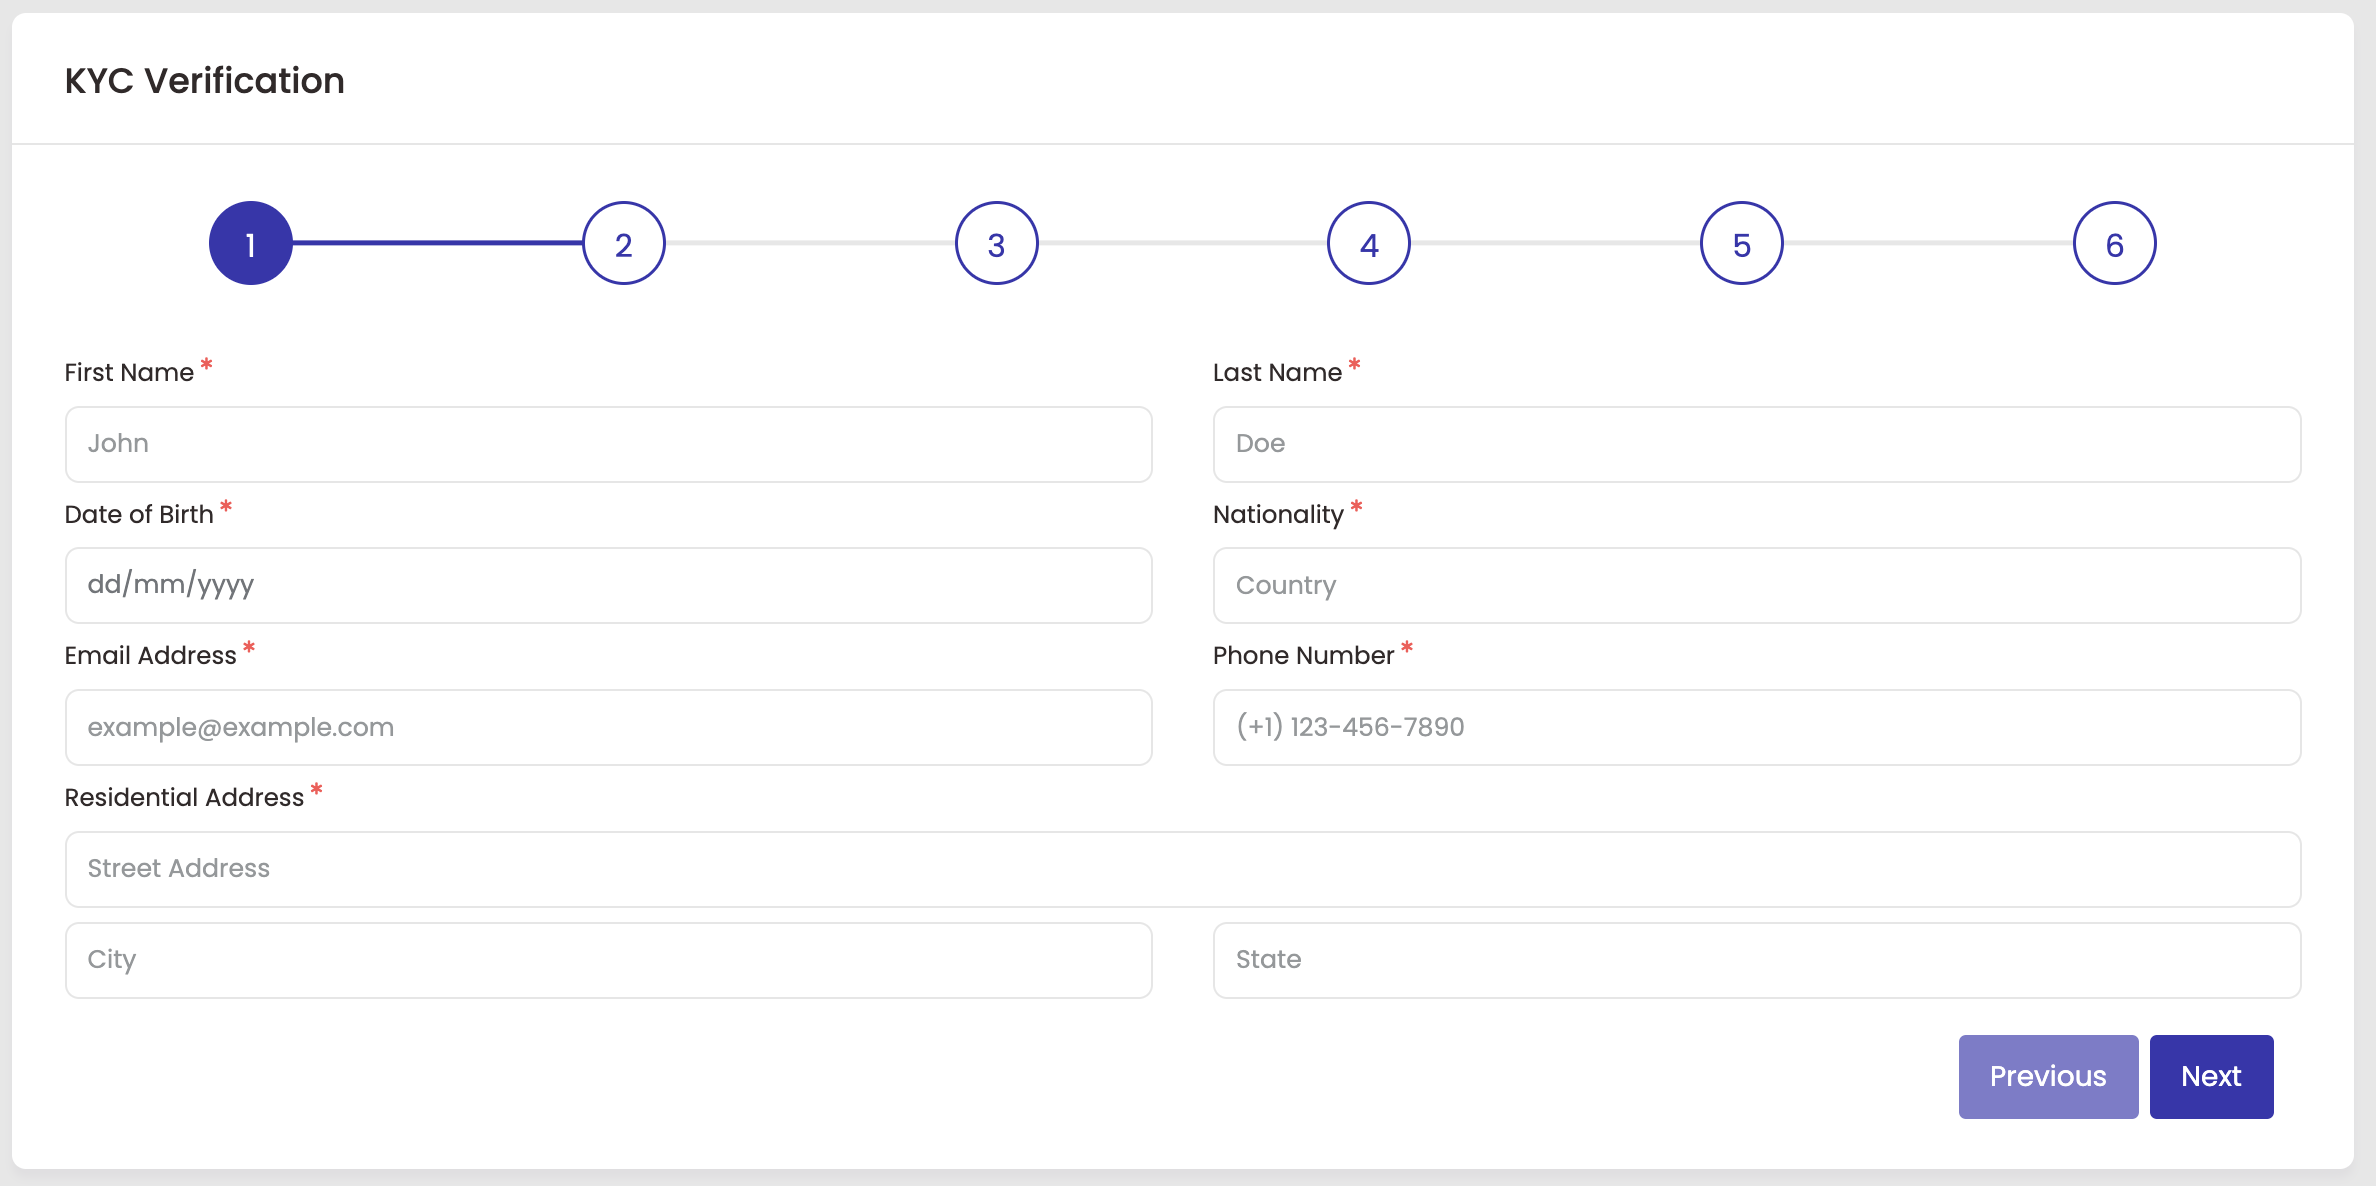 KYC Verification
1 2 3 4 5 6
First Name * Last Name *
John Doe
Date of Birth * Nationality *
dd/mm/yyyy Country
Email Address * Phone Number *
example@example.com (+1) 123-456-7890
Residential Address *
Street Address
City State
Previous Next